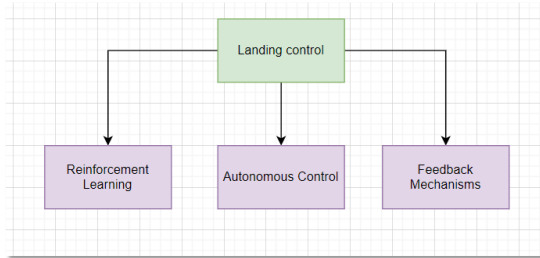 Landing control
Reinforcement
Learning
Autonomous Control
Feedback
Mechanisms